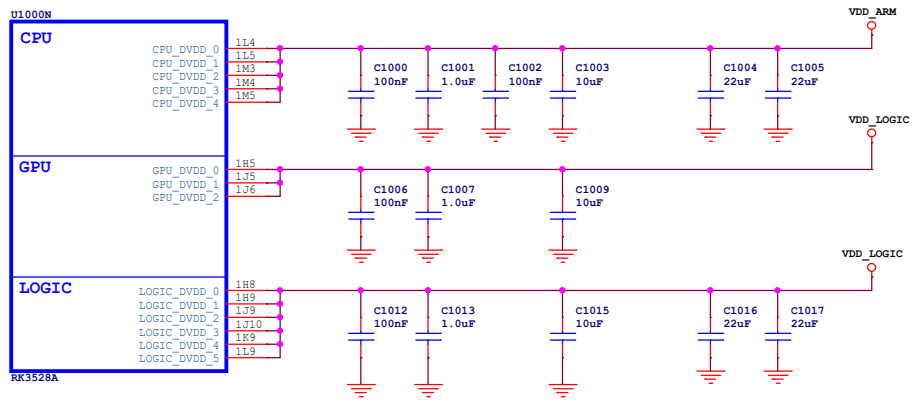 U1000N
VDD_ARM
CPU
CPU_DVDD_0 1L4
CPU_DVDD_1 1L5
CPU_DVDD_2 1M3
CPU_DVDD_3 1M4
CPU_DVDD_4 1M5
C1000 C1001 C1002 C1003 C1004 C1005
100nF 1.0uF 100nF 10uF 22uF 22uF
VDD_LOGIC
GPU
GPU_DVDD_0 1H5
GPU_DVDD_1 1J5
GPU_DVDD_2 1J6
C1006 C1007 C1009
100nF 1.0uF 10uF
VDD_LOGIC
LOGIC
LOGIC_DVDD_0 1H8
LOGIC_DVDD_1 1H9
LOGIC_DVDD_2 1J9
LOGIC_DVDD_3 1J10
LOGIC_DVDD_4 1K9
LOGIC_DVDD_5 1L9
C1012 C1013 C1015 C1016 C1017
100nF 1.0uF 10uF 22uF 22uF
RK3528A